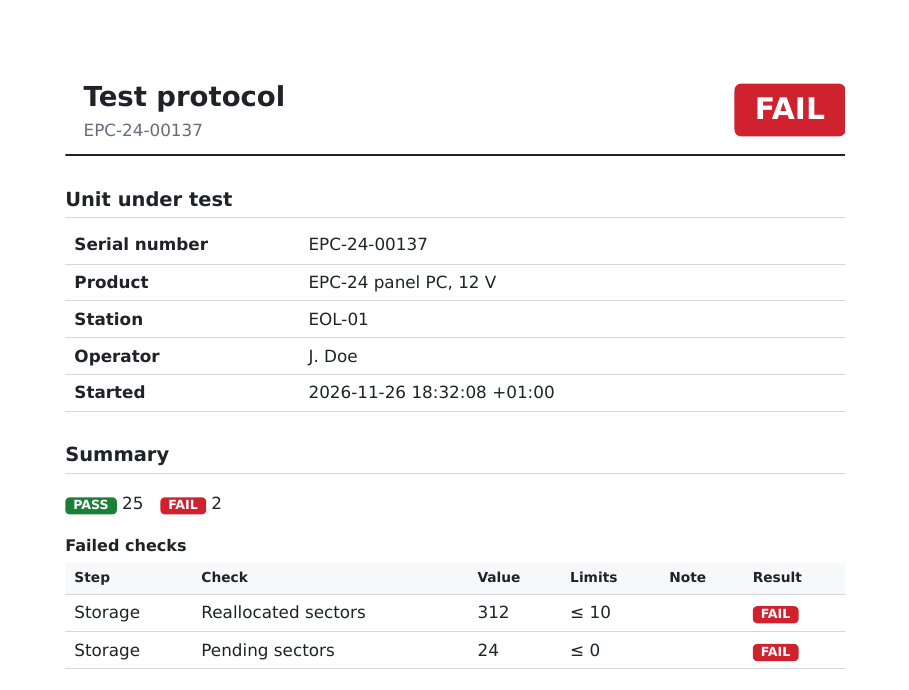 Test protocol
FAIL
EPC-24-00137
Unit under test
Serial number EPC-24-00137
Product EPC-24 panel PC, 12 V
Station EOL-01
Operator J. Doe
Started 2026-11-26 18:32:08 +01:00
Summary
PASS 25 FAIL 2
Failed checks
Step Check Value Limits Note Result
Storage Reallocated sectors 312 ≤ 10 FAIL
Storage Pending sectors 24 ≤ 0 FAIL